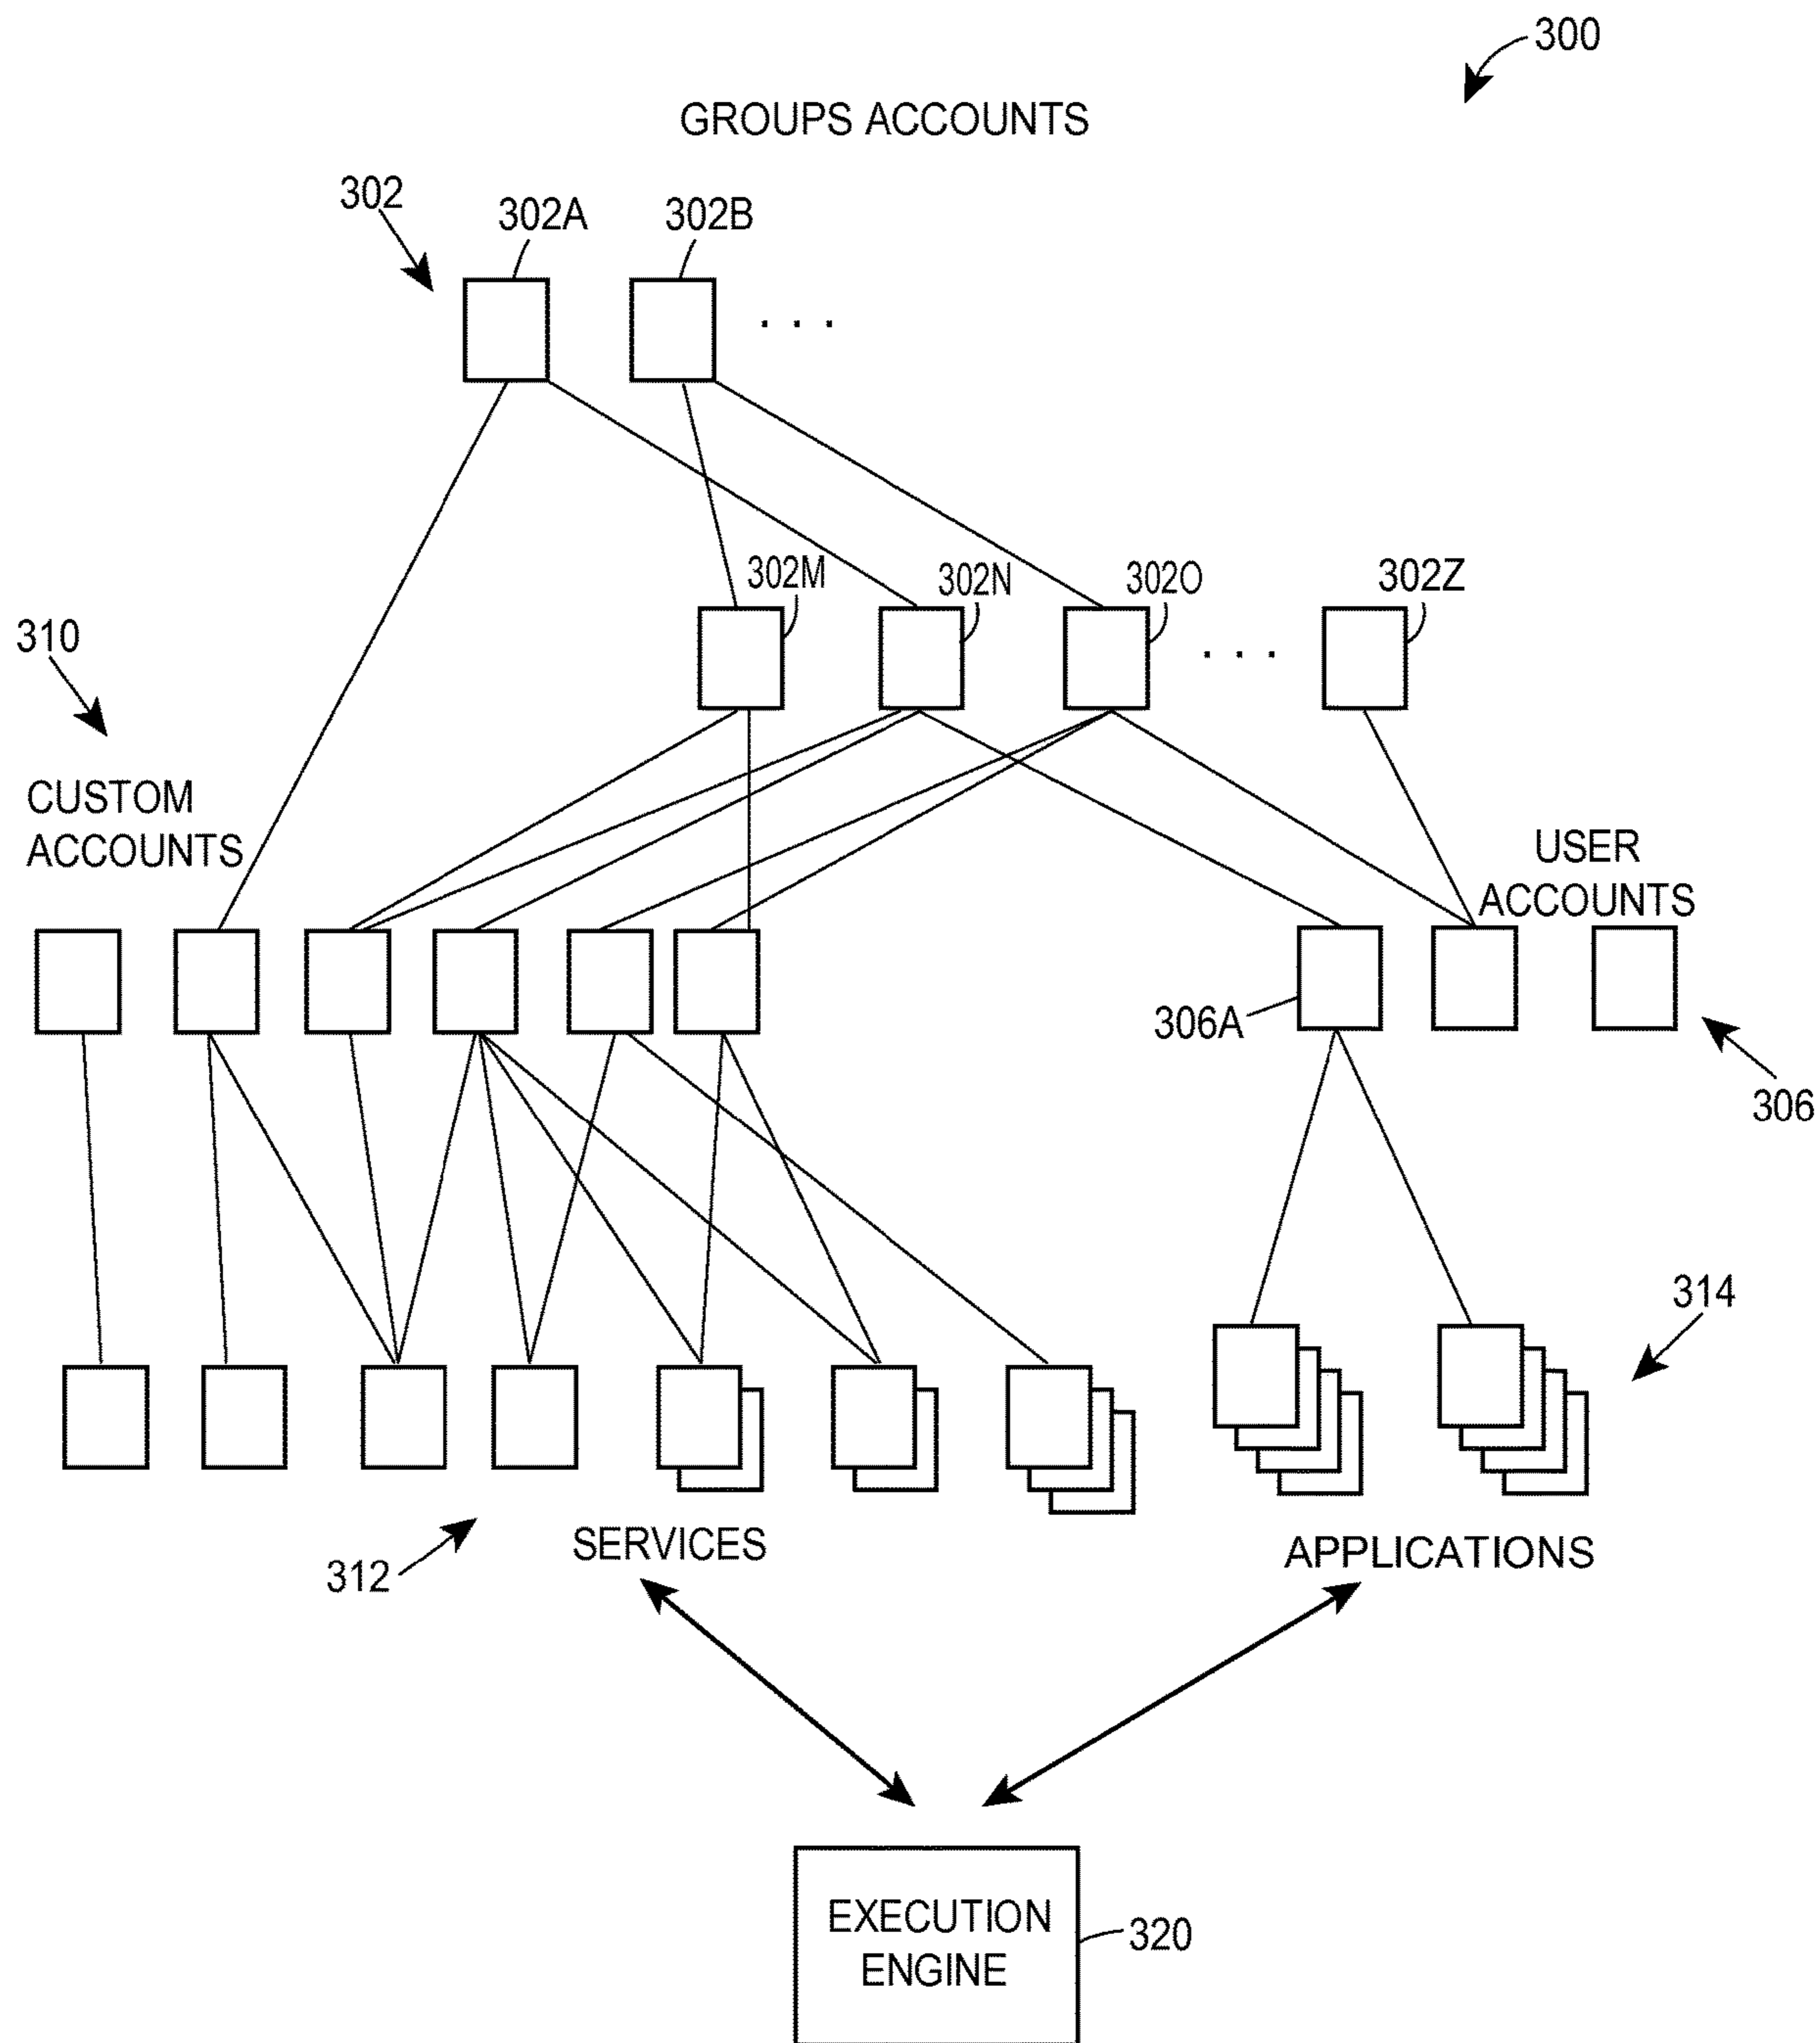 300
GROUPS ACCOUNTS
302
302A
302B
. . .
302M
302N
302O
302Z
. . .
310
CUSTOM
ACCOUNTS
USER
ACCOUNTS
306A
306
314
312
SERVICES
APPLICATIONS
EXECUTION
ENGINE
320